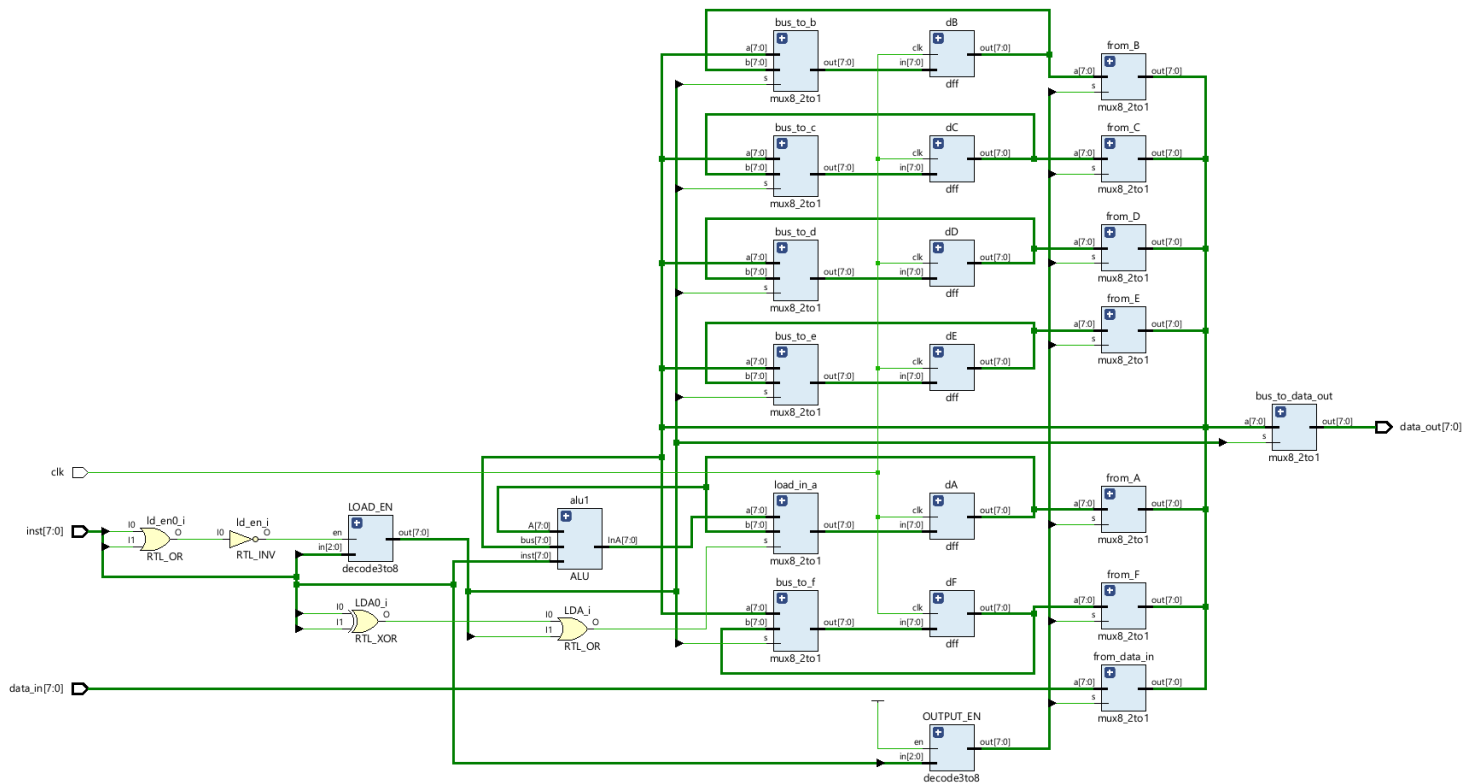 bus_to_b
a[7:0]
b[7:0]
s
out[7:0]
mux8_2to1
dB
clk
in[7:0]
out[7:0]
dff
from_B
a[7:0]
s
out[7:0]
mux8_2to1
bus_to_c
a[7:0]
b[7:0]
s
out[7:0]
mux8_2to1
dC
clk
in[7:0]
out[7:0]
dff
from_C
a[7:0]
s
out[7:0]
mux8_2to1
bus_to_d
a[7:0]
b[7:0]
s
out[7:0]
mux8_2to1
dD
clk
in[7:0]
out[7:0]
dff
from_D
a[7:0]
s
out[7:0]
mux8_2to1
bus_to_e
a[7:0]
b[7:0]
s
out[7:0]
mux8_2to1
dE
clk
in[7:0]
out[7:0]
dff
from_E
a[7:0]
s
out[7:0]
mux8_2to1
bus_to_data_out
a[7:0]
s
out[7:0]
mux8_2to1
data_out[7:0]
clk
inst[7:0]
ld_en0_i
I0
I1
O
RTL_OR
ld_en_i
I0
O
RTL_INV
LOAD_EN
en
in[2:0]
out[7:0]
decode3to8
alu1
A[7:0]
bus[7:0]
inst[7:0]
InA[7:0]
ALU
load_in_a
a[7:0]
b[7:0]
s
out[7:0]
mux8_2to1
dA
clk
in[7:0]
out[7:0]
dff
from_A
a[7:0]
s
out[7:0]
mux8_2to1
LDA0_i
I0
I1
O
RTL_XOR
LDA_i
I0
I1
O
RTL_OR
bus_to_f
a[7:0]
b[7:0]
s
out[7:0]
mux8_2to1
dF
clk
in[7:0]
out[7:0]
dff
from_F
a[7:0]
s
out[7:0]
mux8_2to1
data_in[7:0]
from_data_in
a[7:0]
s
out[7:0]
mux8_2to1
OUTPUT_EN
en
in[2:0]
out[7:0]
decode3to8